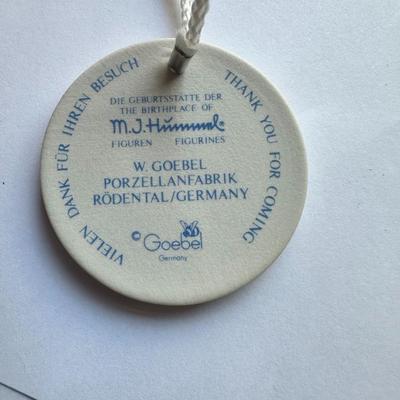 VIELEN DANK FÜR IHREN BESUCH
THANK YOU FOR COMING
DIE GEBURTSSTÄTTE DER
THE BIRTHPLACE OF
M.J.Hummel®
FIGUREN FIGURINES
W. GOEBEL
PORZELLANFABRIK
RÖDENTAL/GERMANY
© Goebel
Germany